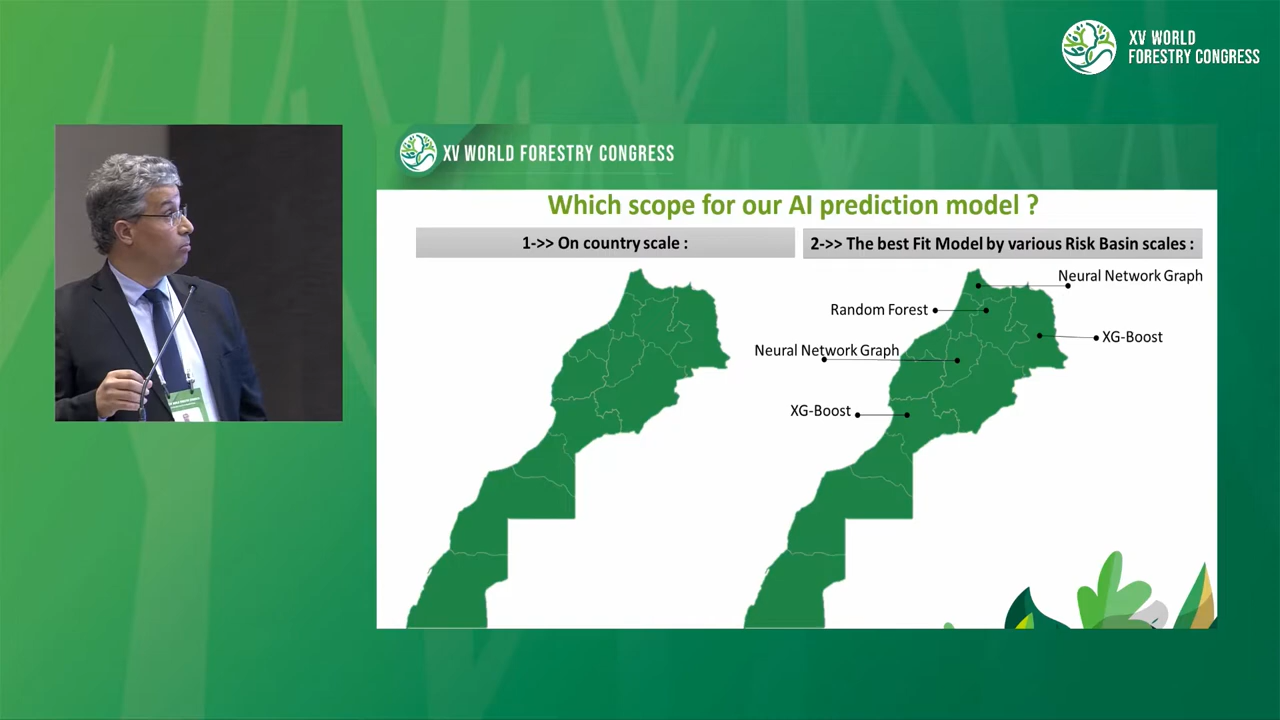 XV WORLD
FORESTRY CONGRESS
XV WORLD FORESTRY CONGRESS
Which scope for our AI prediction model ?
1->> On country scale :
2->> The best Fit Model by various Risk Basin scales :
Neural Network Graph
Random Forest
XG-Boost
Neural Network Graph
XG-Boost